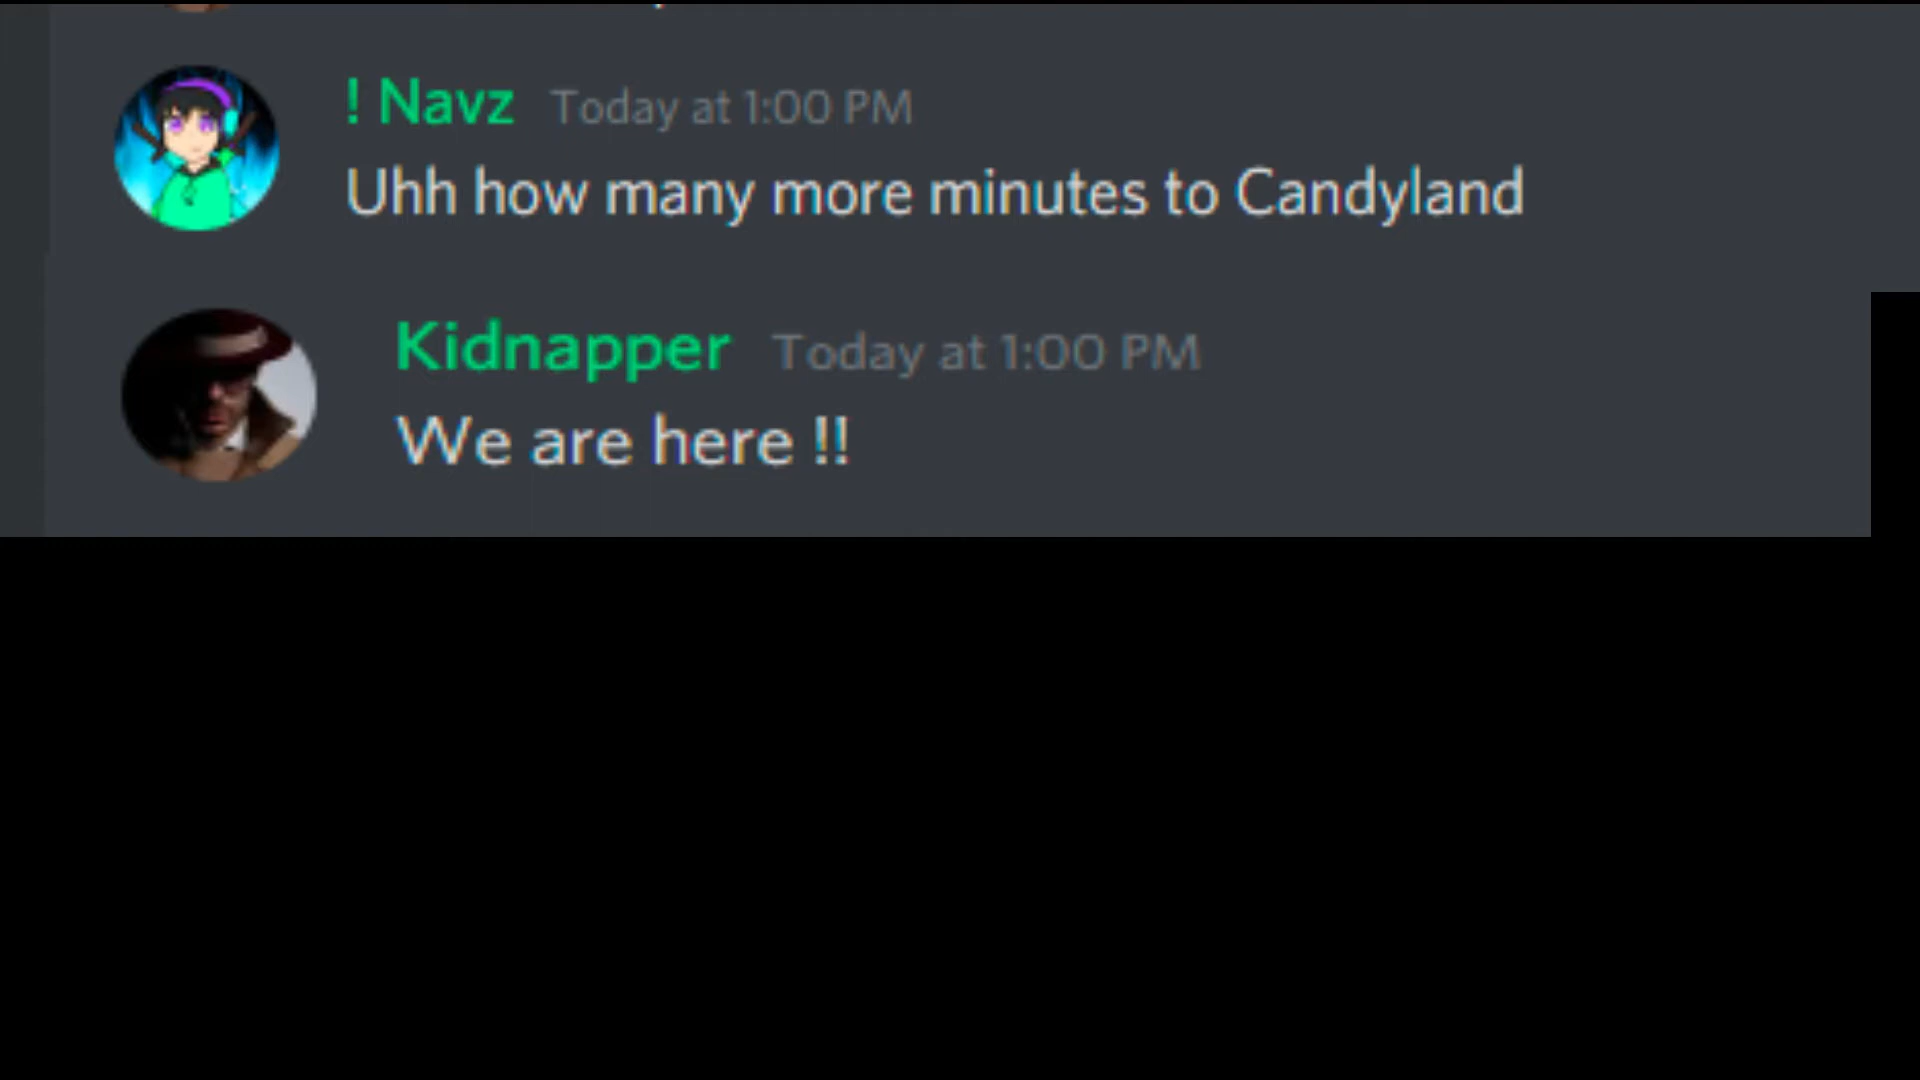 ! Navz Today at 1:00 PM
Uhh how many more minutes to Candyland
Kidnapper Today at 1:00 PM
We are here !!